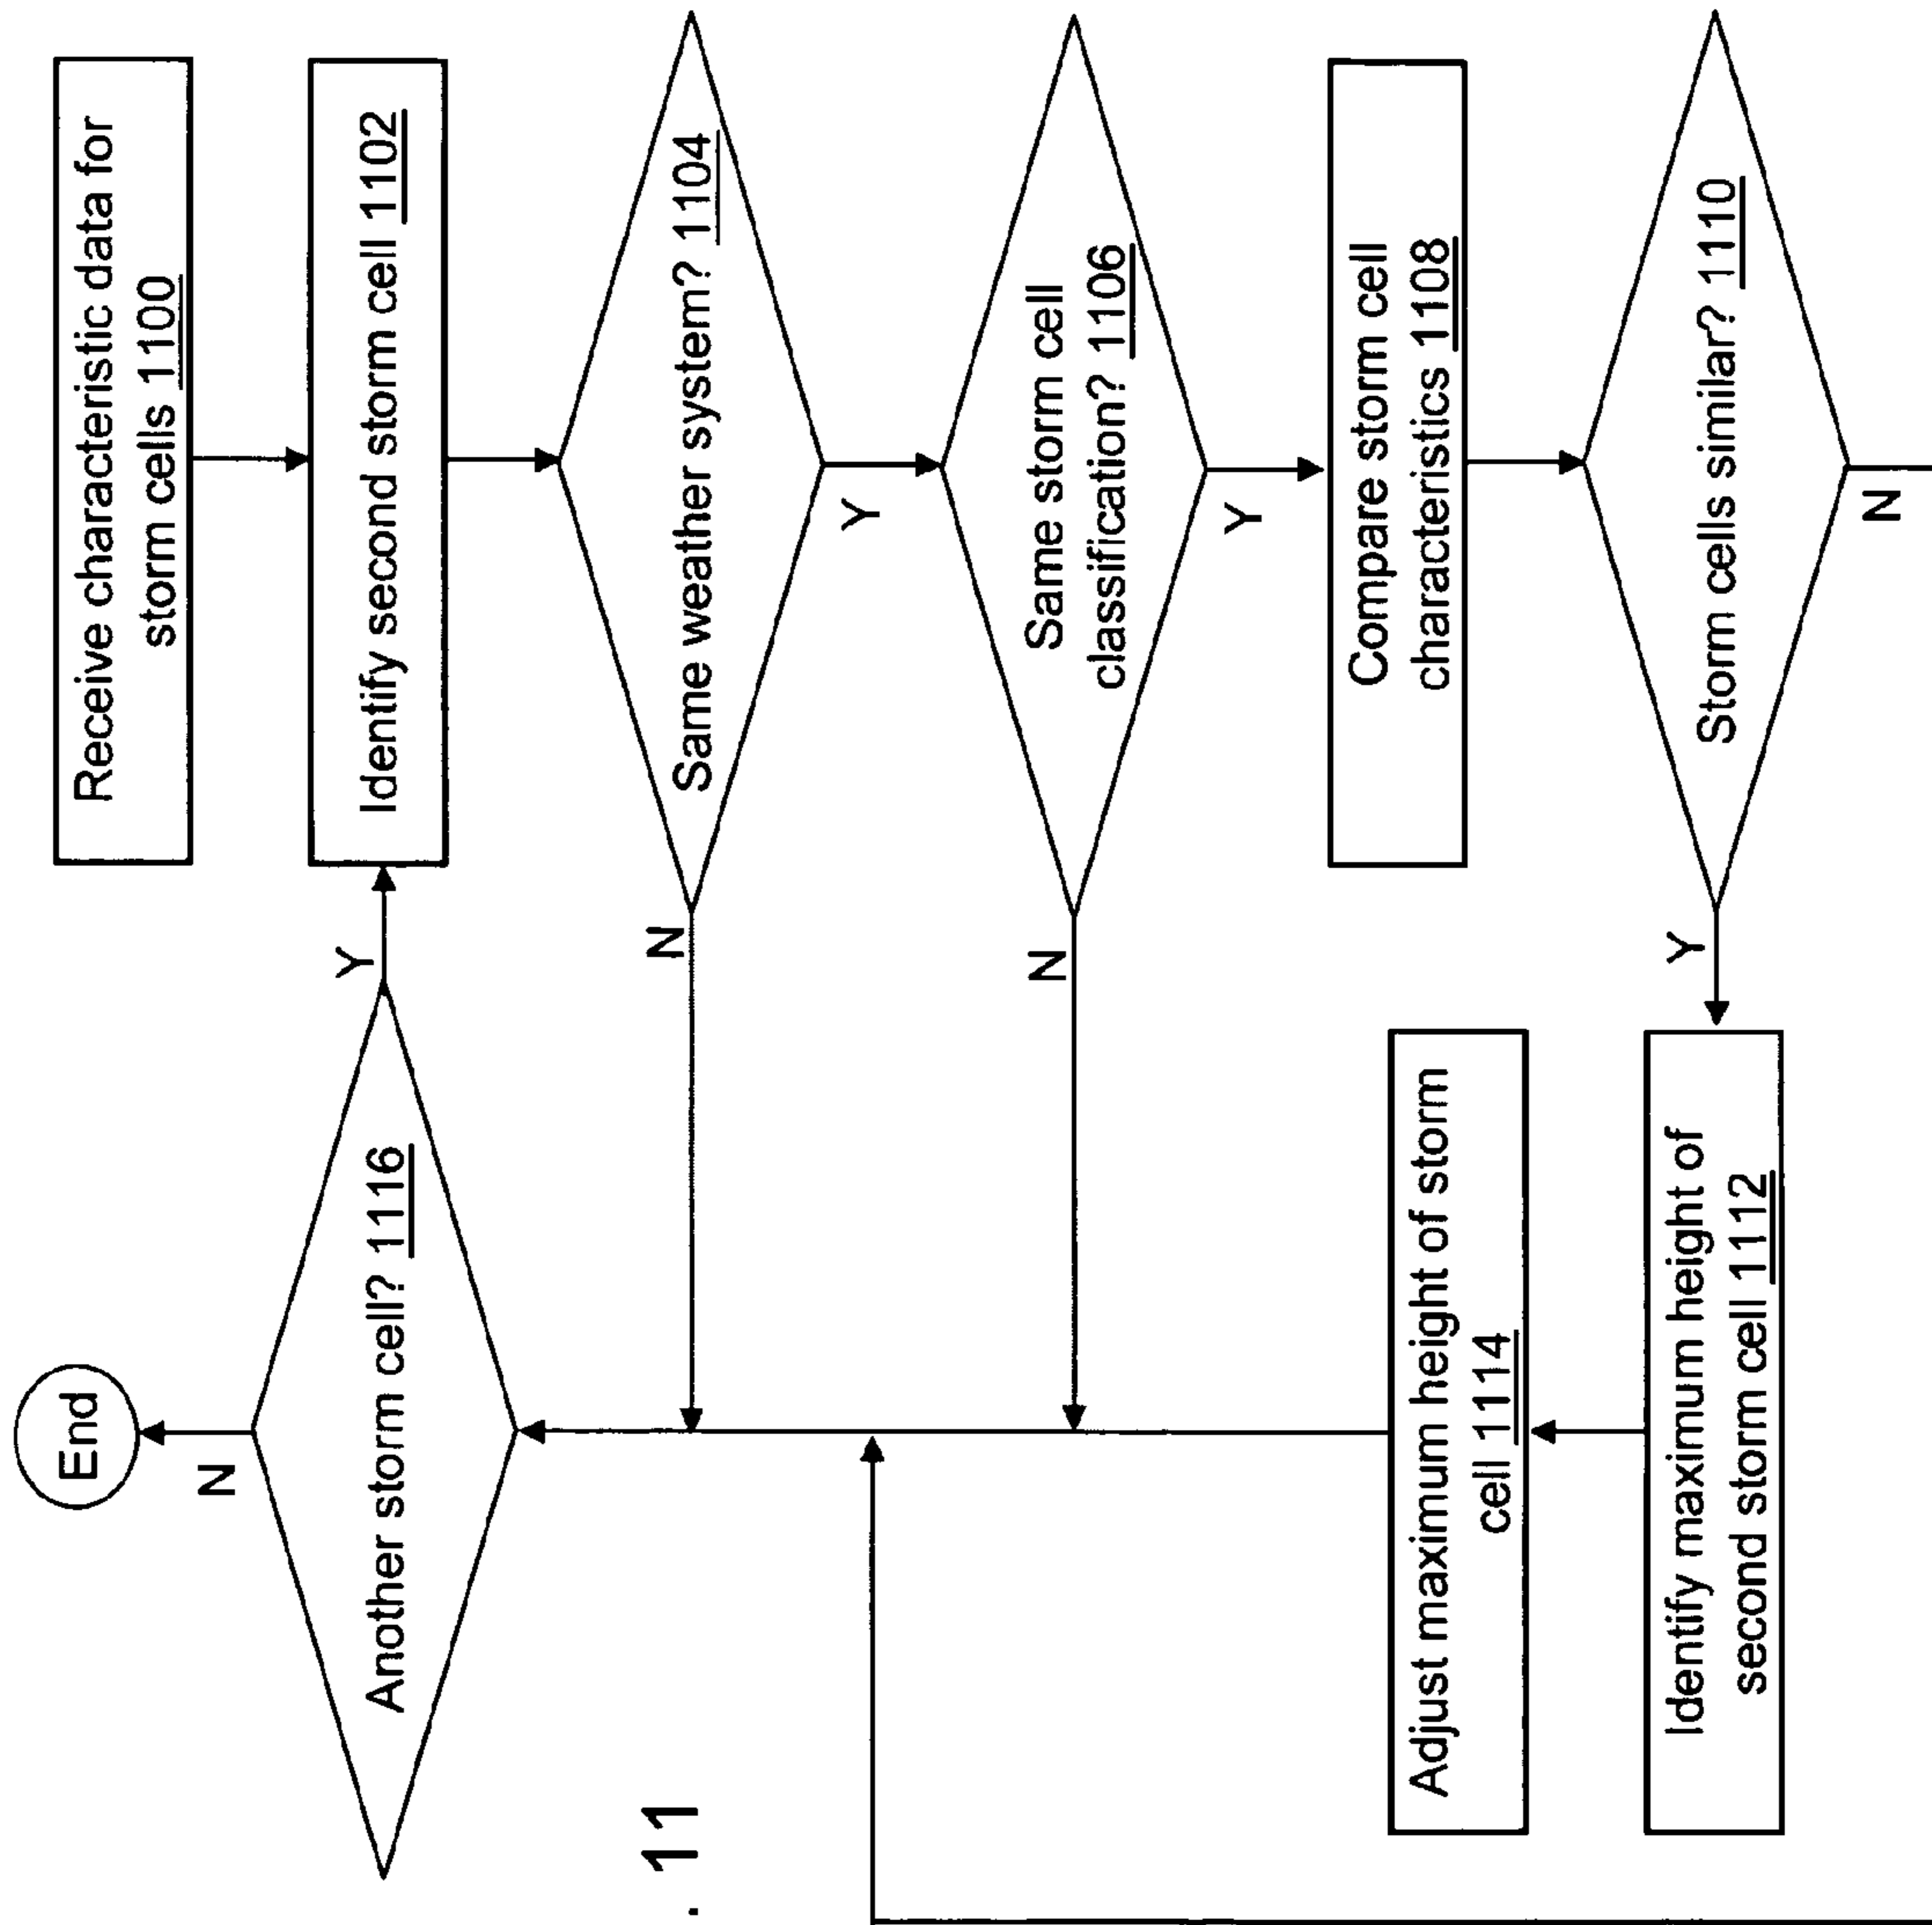 Receive characteristic data for
storm cells 1100
Identify second storm cell 1102
Same weather system? 1104
N
Y
Same storm cell
classification? 1106
N
Y
Compare storm cell
characteristics 1108
Storm cells similar? 1110
Y
N
Identify maximum height of
second storm cell 1112
Adjust maximum height of storm
cell 1114
Another storm cell? 1116
Y
N
End
. 11